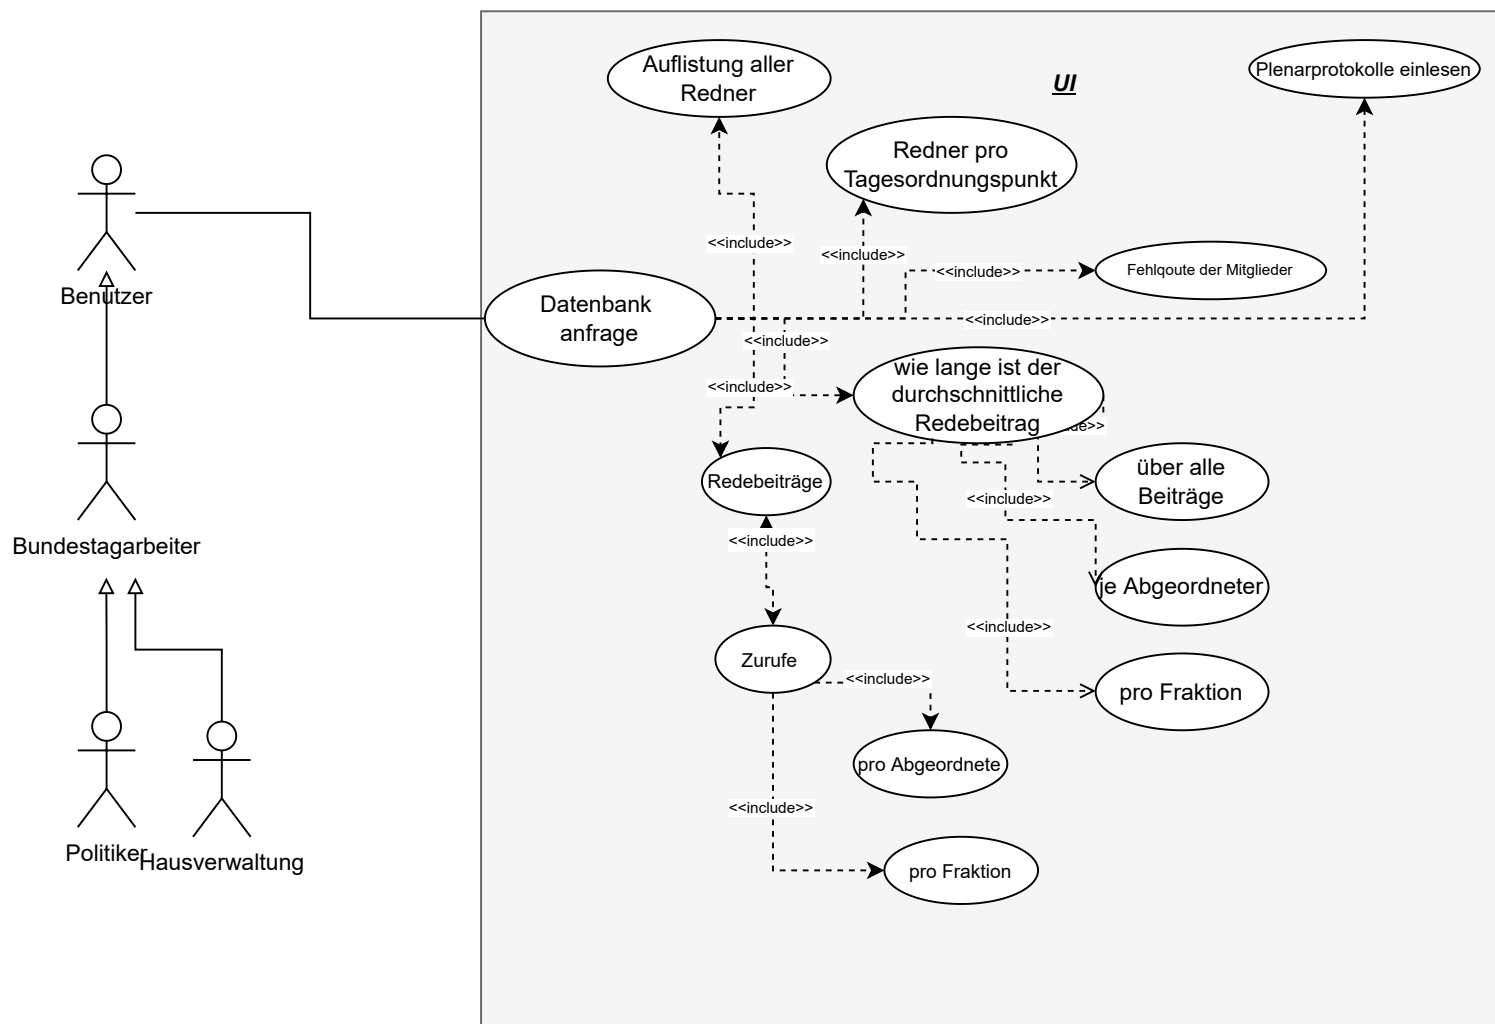 Auflistung aller
Redner
UI
Plenarprotokolle einlesen
Redner pro
Tagesordnungspunkt
<<include>>
<<include>>
<<include>>
Fehlqoute der Mitglieder
Benutzer
Datenbank
anfrage
<<include>>
<<include>>
<<include>>
wie lange ist der
durchschnittliche
Redebeitrag
de>>
über alle
Beiträge
Redebeiträge
<<include>>
<<include>>
Bundestagarbeiter
je Abgeordneter
<<include>>
Zurufe
<<include>>
pro Fraktion
pro Abgeordnete
<<include>>
Politiker
Hausverwaltung
pro Fraktion